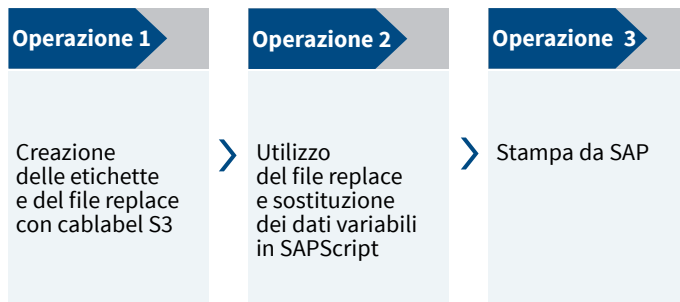 Operazione 1
Creazione
delle etichette
e del file replace
con cablabel S3
Operazione 2
Utilizzo
del file replace
e sostituzione
dei dati variabili
in SAPScript
Operazione 3
Stampa da SAP